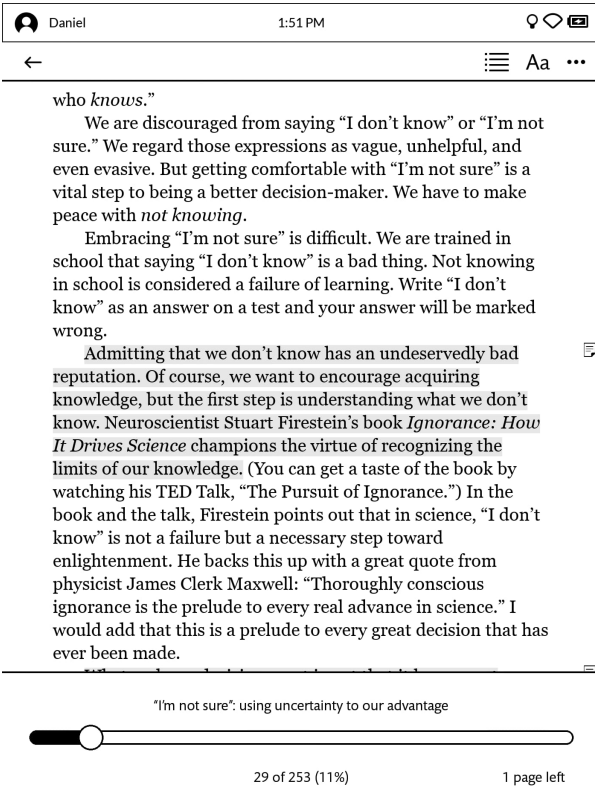 Daniel
1:51 PM
Aa
who knows.”
We are discouraged from saying “I don’t know” or “I’m not
sure.” We regard those expressions as vague, unhelpful, and
even evasive. But getting comfortable with “I’m not sure” is a
vital step to being a better decision-maker. We have to make
peace with not knowing.
Embracing “I’m not sure” is difficult. We are trained in
school that saying “I don’t know” is a bad thing. Not knowing
in school is considered a failure of learning. Write “I don’t
know” as an answer on a test and your answer will be marked
wrong.
Admitting that we don’t know has an undeservedly bad
reputation. Of course, we want to encourage acquiring
knowledge, but the first step is understanding what we don’t
know. Neuroscientist Stuart Firestein’s book Ignorance: How
It Drives Science champions the virtue of recognizing the
limits of our knowledge. (You can get a taste of the book by
watching his TED Talk, “The Pursuit of Ignorance.”) In the
book and the talk, Firestein points out that in science, “I don’t
know” is not a failure but a necessary step toward
enlightenment. He backs this up with a great quote from
physicist James Clerk Maxwell: “Thoroughly conscious
ignorance is the prelude to every real advance in science.” I
would add that this is a prelude to every great decision that has
ever been made.
“I’m not sure”: using uncertainty to our advantage
29 of 253 (11%)
1 page left